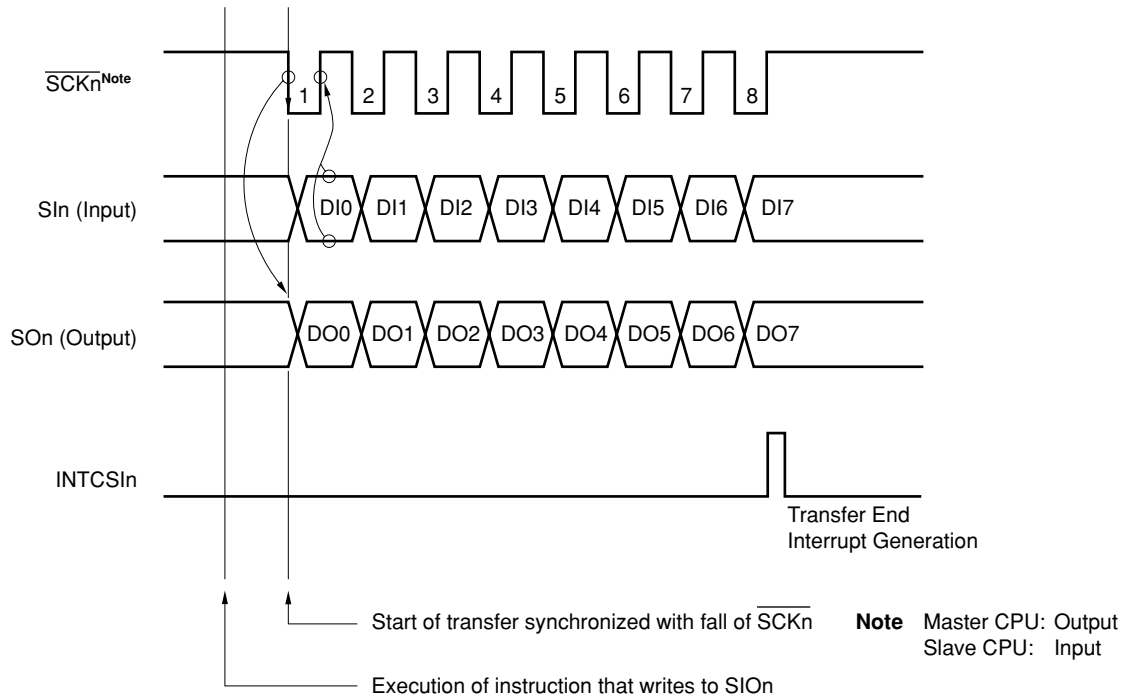 SCKnNote
1 2 3 4 5 6 7 8
SIn (Input)
DI0 DI1 DI2 DI3 DI4 DI5 DI6 DI7
SOn (Output)
DO0 DO1 DO2 DO3 DO4 DO5 DO6 DO7
INTCSIn
Transfer End
Interrupt Generation
Start of transfer synchronized with fall of SCKn
Note Master CPU: Output
Slave CPU: Input
Execution of instruction that writes to SIOn